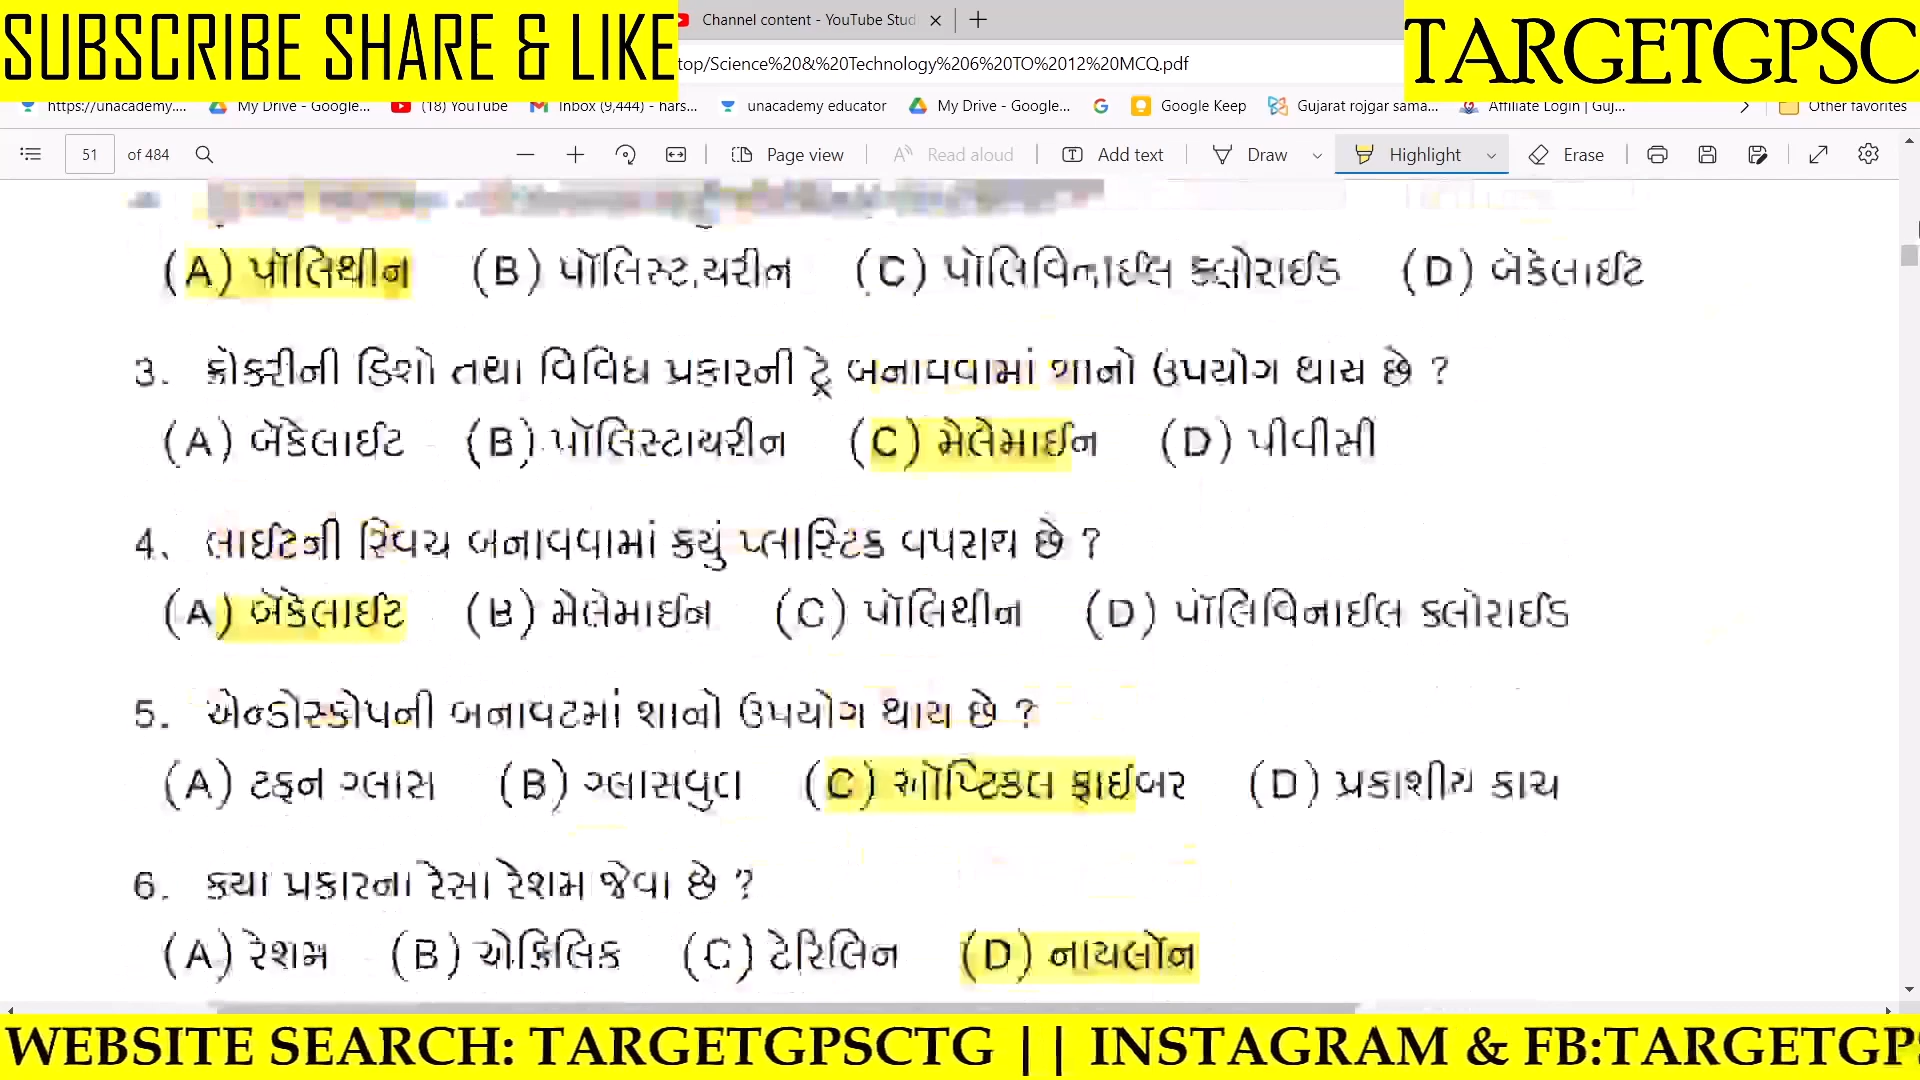 SUBSCRIBE SHARE & LIKE
Channel content - YouTube Stud
TARGETGPSC
top/Science%20&%20Technology%206%20TO%2012%20MCQ.pdf
https://unacademy.... My Drive - Google... (18) YouTube Inbox (9,444) - hars... unacademy educator My Drive - Google... Google Keep Gujarat rojgar sama... Affiliate Login | Guj... Other favorites
51 of 484 Page view Read aloud Add text Draw Highlight Erase
(A) પૉલિથીન (B) પૉલિસ્ટાયરીન (C) પૉલિવિનાઈલ ક્લોરાઈડ (D) બૅકેલાઈટ
3. ક્રોકરીની ડિશો તથા વિવિધ પ્રકારની ટ્રે બનાવવામાં શાનો ઉપયોગ થાય છે ?
(A) બૅકેલાઈટ (B) પૉલિસ્ટાયરીન (C) મેલેમાઈન (D) પીવીસી
4. લાઈટની સ્વિચ બનાવવામાં કયું પ્લાસ્ટિક વપરાય છે ?
(A) બૅકેલાઈટ (B) મેલેમાઈન (C) પૉલિથીન (D) પૉલિવિનાઈલ ક્લોરાઈડ
5. એન્ડોસ્કોપની બનાવટમાં શાનો ઉપયોગ થાય છે ?
(A) ટફન ગ્લાસ (B) ગ્લાસવુલ (C) ઑપ્ટિકલ ફાઈબર (D) પ્રકાશીય કાચ
6. કયા પ્રકારના રેસા રેશમ જેવા છે ?
(A) રેશમ (B) એક્રિલિક (C) ટેરિલિન (D) નાયલૉન
WEBSITE SEARCH: TARGETGPSCTG || INSTAGRAM & FB:TARGETGPS